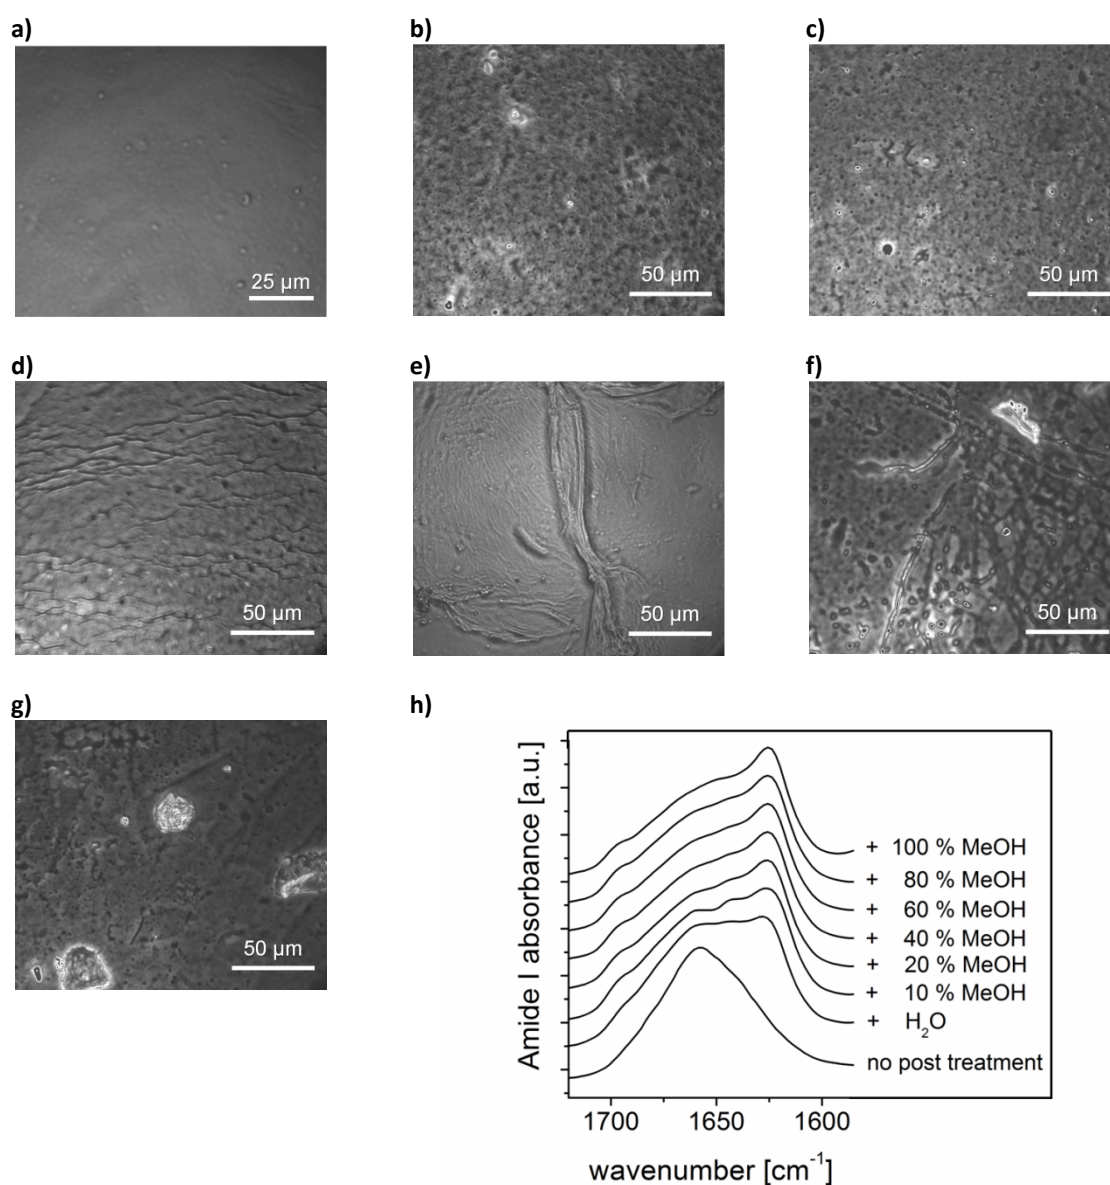 a)
b)
c)
25 µm
50 µm
50 µm
d)
e)
f)
50 µm
50 µm
50 µm
g)
h)
50 µm
Amide I absorbance [a.u.]
+ 100 % MeOH
+ 80 % MeOH
+ 60 % MeOH
+ 40 % MeOH
+ 20 % MeOH
+ 10 % MeOH
+ H₂O
no post treatment
1700 1650 1600
wavenumber [cm⁻¹]